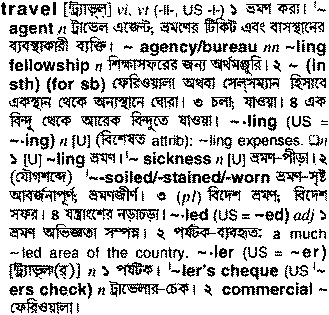 travel [ট্র্যাভ্‌ল্] vi, vt (-ll-, US -l-) ১ ভ্রমণ করা। '~
agent n ট্রাভেল এজেন্ট; ভ্রমণের টিকিট এবং বাসস্থানের
ব্যবস্থাকারী ব্যক্তি। ~ agency/bureau nn ~ling
fellowship n শিক্ষাসফরের জন্য অর্থমঞ্জুরি। ২ ~ (in
sth) (for sb) ফেরিওয়ালা অথবা সেল্‌সম্যান হিসাবে
একস্থান থেকে অন্যস্থানে ঘোরা। ৩ চলা; যাওয়া। ৪ এক
বিন্দু থেকে আরেক বিন্দুতে যাওয়া। ~·ling (US =
~·ing) n [U] (বিশেষত attrib): ~ling expenses. □n
১ [U] ~ling ভ্রমণ। '~ sickness n [U] ভ্রমণ-পীড়া। ২
(যৌগশব্দে) '~-soiled/-stained/-worn ভ্রমণ-সৃষ্ট
আবর্জনাপূর্ণ; ভ্রমণজীর্ণ। ৩ (pl) বিদেশ ভ্রমণ; বিদেশ
সফর। ৪ যন্ত্রাংশের নড়াচড়া। ~·led (US = ~ed) adj ১
ভ্রমণ অভিজ্ঞতা সম্পন্ন। ২ পর্যটক-ব্যবহৃত: a much
~led area of the country. ~·ler (US = ~er)
[ট্র্যাভ্‌ল(র্)] n ১ পর্যটক। '~ler's cheque (US '~
ers check) n ট্রাভেলার-চেক। ২ commercial ~
ফেরিওয়ালা।